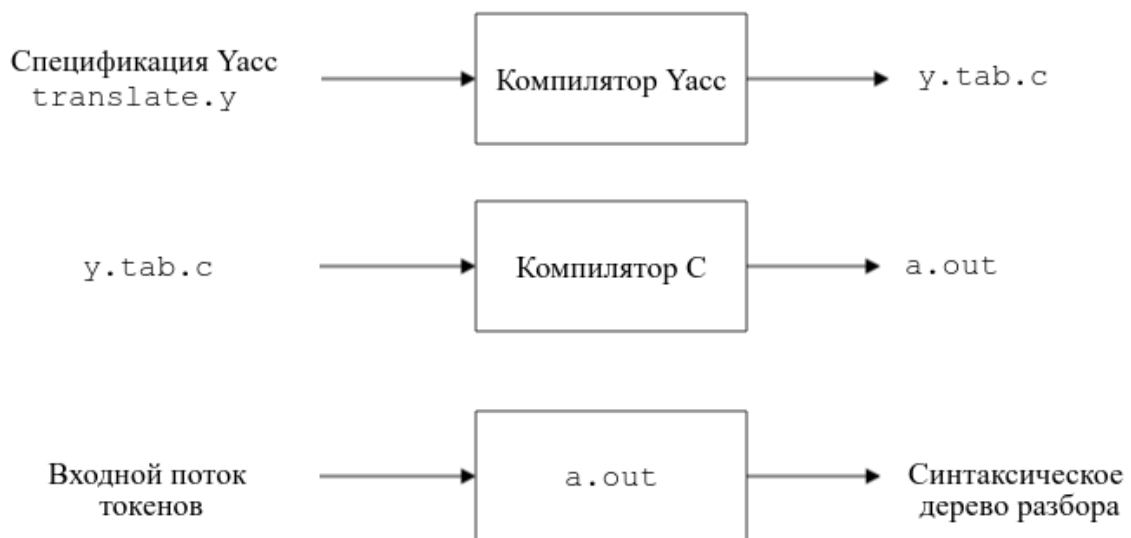 Спецификация Yacc
translate.y
Компилятор Yacc
y.tab.c
y.tab.c
Компилятор C
a.out
Входной поток
токенов
a.out
Синтаксическое
дерево разбора